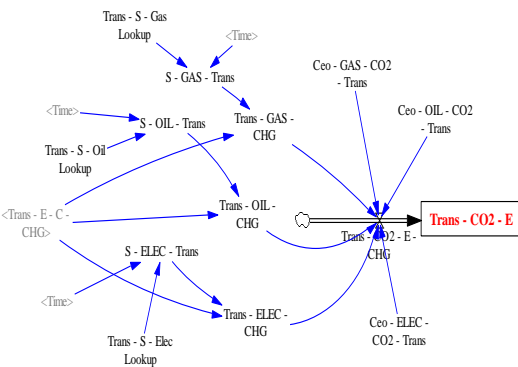 Trans - S - Gas
Lookup
<Time>
S - GAS - Trans
Ceo - GAS - CO2
- Trans
<Time>
S - OIL - Trans
Trans - GAS -
CHG
Ceo - OIL - CO2
- Trans
Trans - S - Oil
Lookup
<Trans - E - C -
CHG>
Trans - OIL -
CHG
Trans - CO2 - E
Trans - CO2 - E -
CHG
S - ELEC - Trans
<Time>
Trans - ELEC -
CHG
Ceo - ELEC -
CO2 - Trans
Trans - S - Elec
Lookup